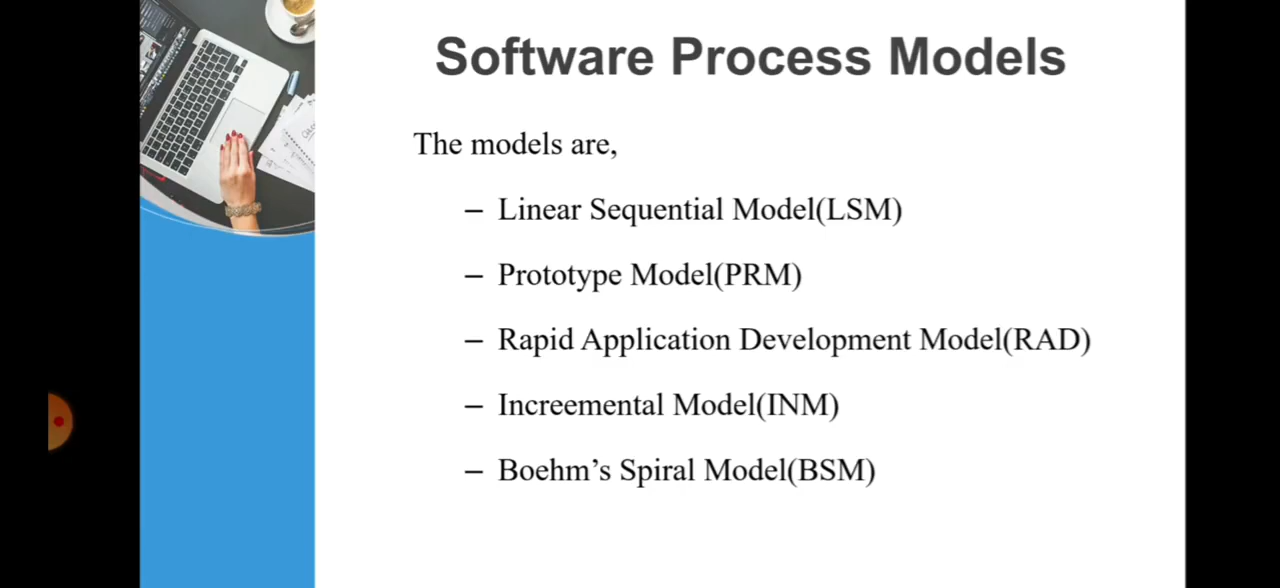 Software Process Models
The models are,
– Linear Sequential Model(LSM)
– Prototype Model(PRM)
– Rapid Application Development Model(RAD)
– Increemental Model(INM)
– Boehm’s Spiral Model(BSM)